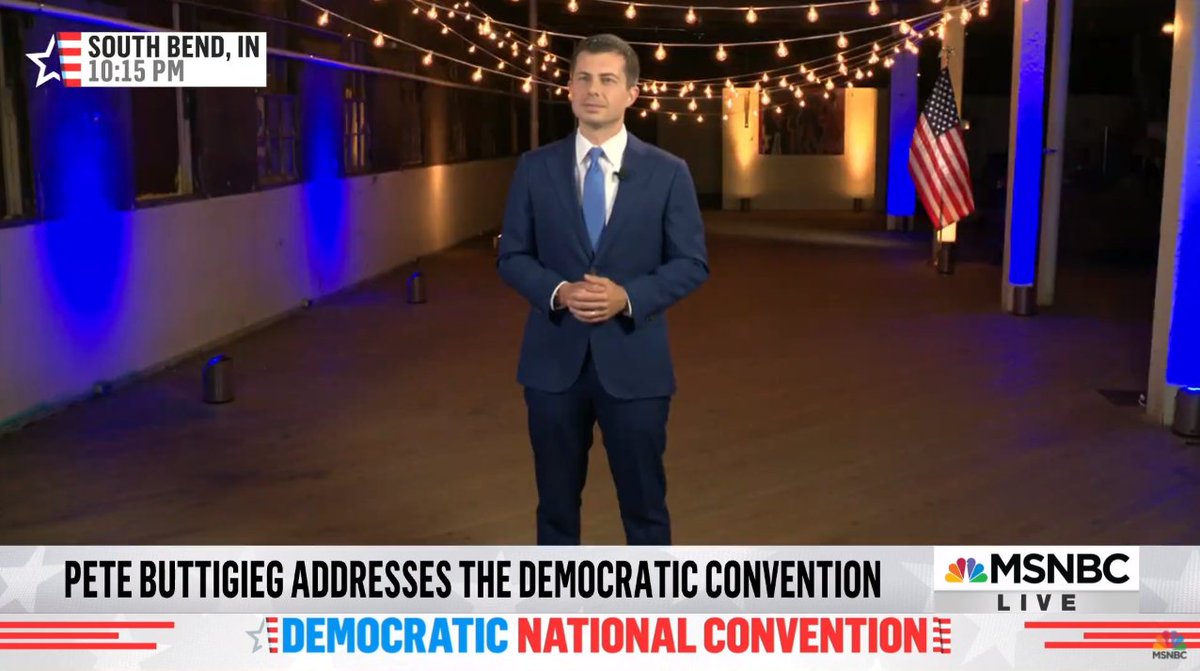 SOUTH BEND, IN
10:15 PM
PETE BUTTIGIEG ADDRESSES THE DEMOCRATIC CONVENTION
MSNBC
LIVE
DEMOCRATIC NATIONAL CONVENTION
MSNBC